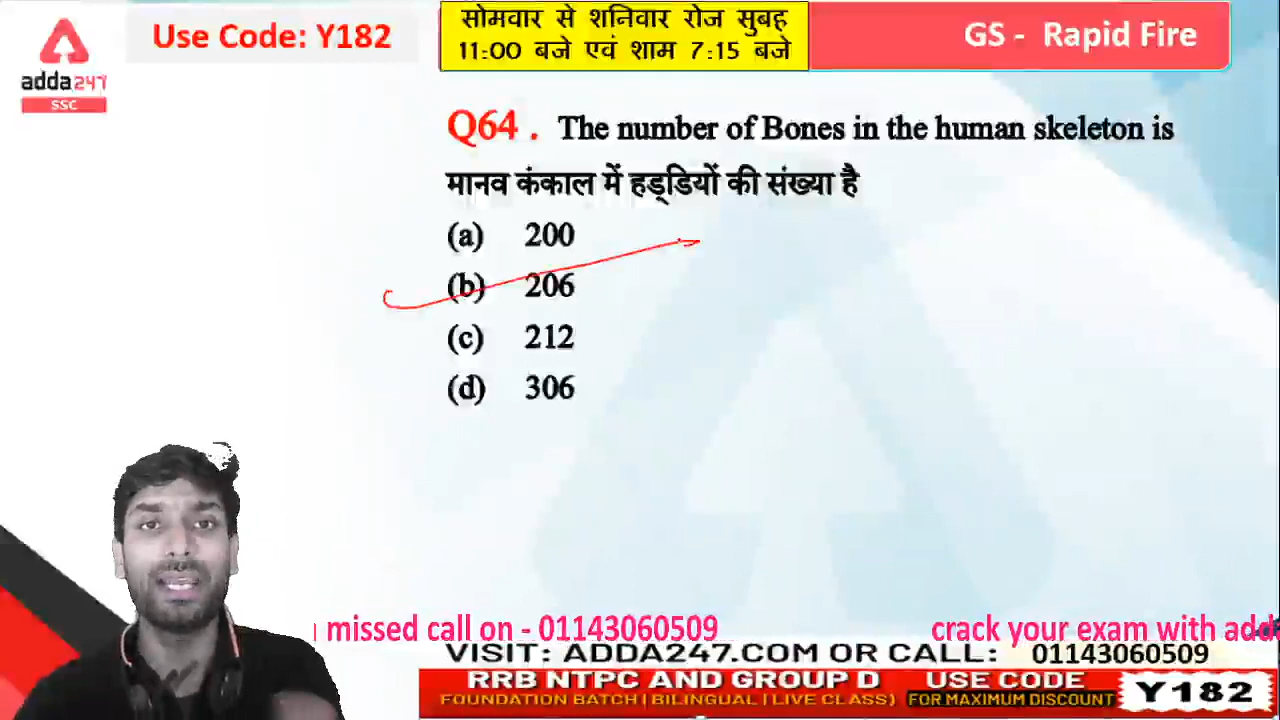 Use Code: Y182
सोमवार से शनिवार रोज सुबह
11:00 बजे एवं शाम 7:15 बजे
GS - Rapid Fire
adda247
SSC
Q64 . The number of Bones in the human skeleton is
मानव कंकाल में हड्डियों की संख्या है
(a) 200
(b) 206
(c) 212
(d) 306
missed call on - 01143060509
crack your exam with add
VISIT: ADDA247.COM OR CALL: 01143060509
RRB NTPC AND GROUP D
FOUNDATION BATCH | BILINGUAL | LIVE CLASS)
USE CODE
FOR MAXIMUM DISCOUNT
Y182